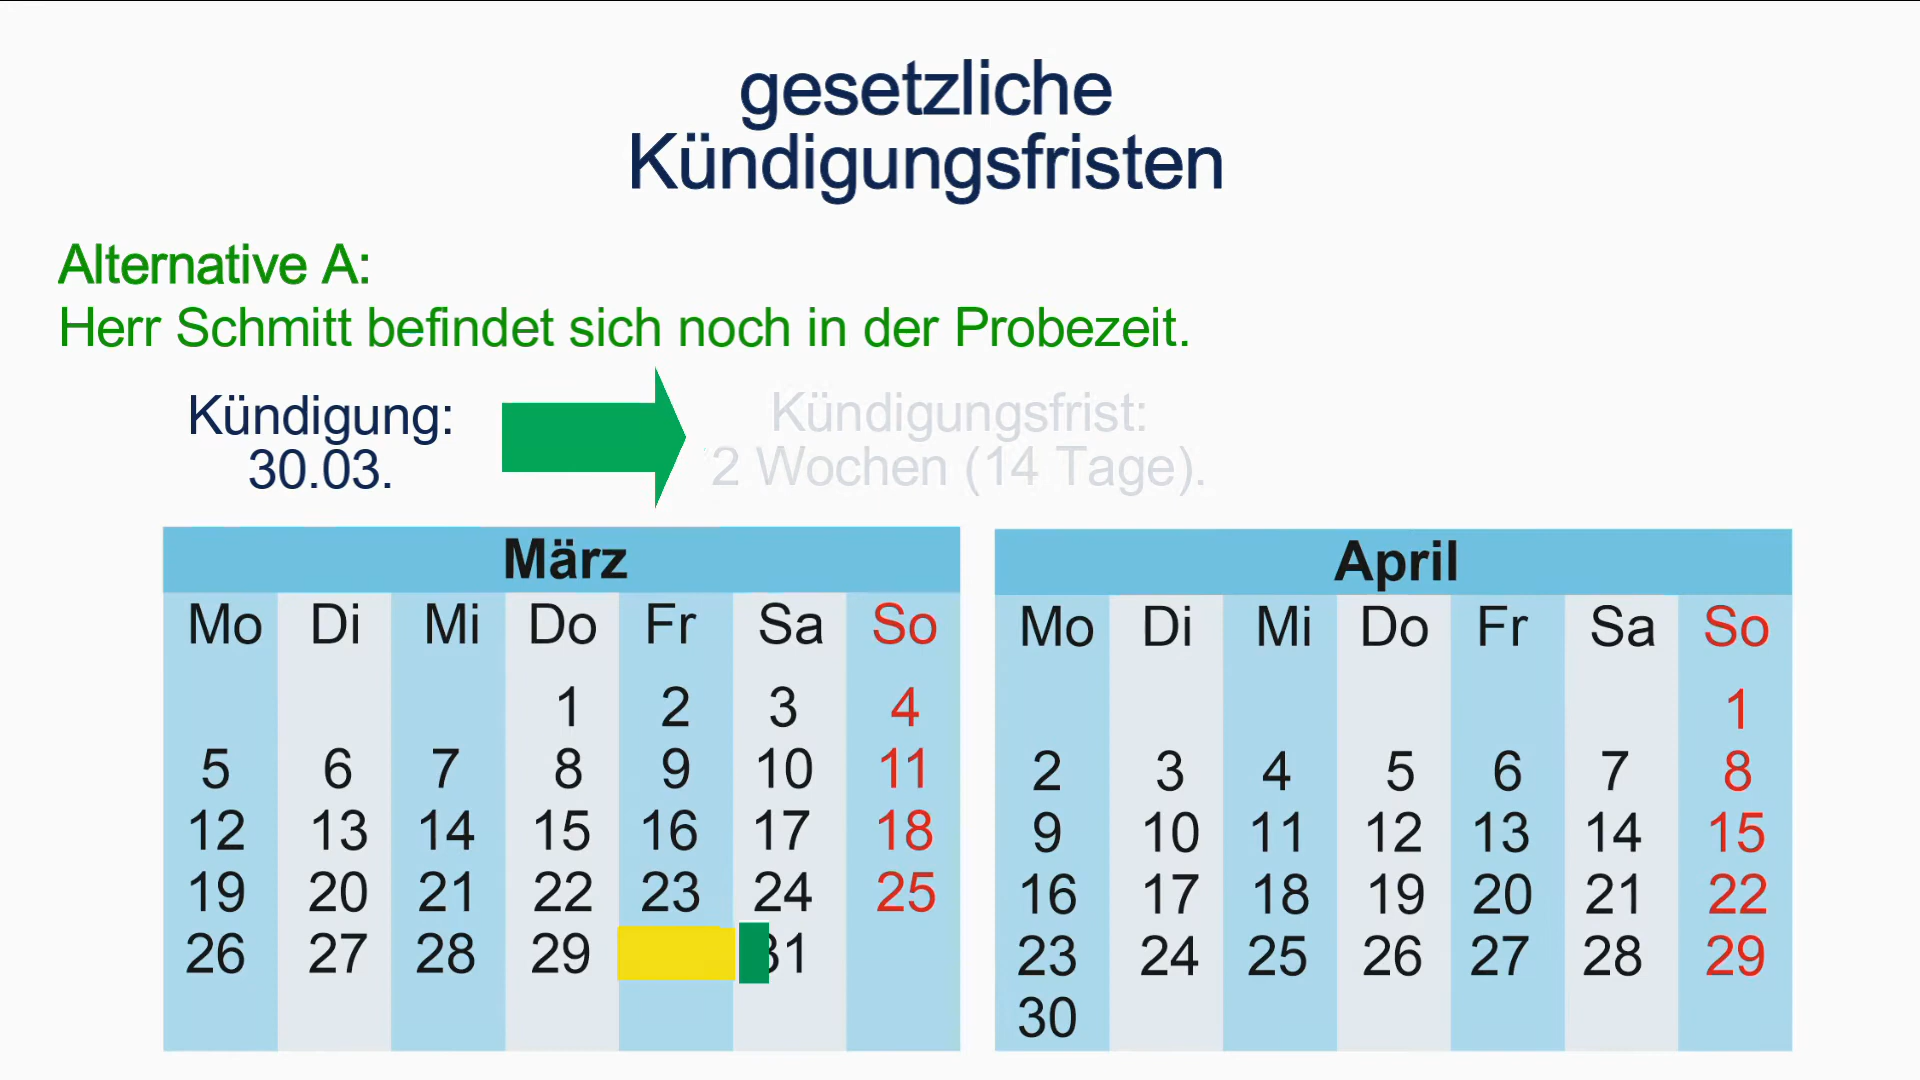 gesetzliche
Kündigungsfristen
Alternative A:
Herr Schmitt befindet sich noch in der Probezeit.
Kündigung:
30.03.
Kündigungsfrist:
2 Wochen (14 Tage).
März
Mo Di Mi Do Fr Sa So
1 2 3 4
5 6 7 8 9 10 11
12 13 14 15 16 17 18
19 20 21 22 23 24 25
26 27 28 29 31
April
Mo Di Mi Do Fr Sa So
1
2 3 4 5 6 7 8
9 10 11 12 13 14 15
16 17 18 19 20 21 22
23 24 25 26 27 28 29
30